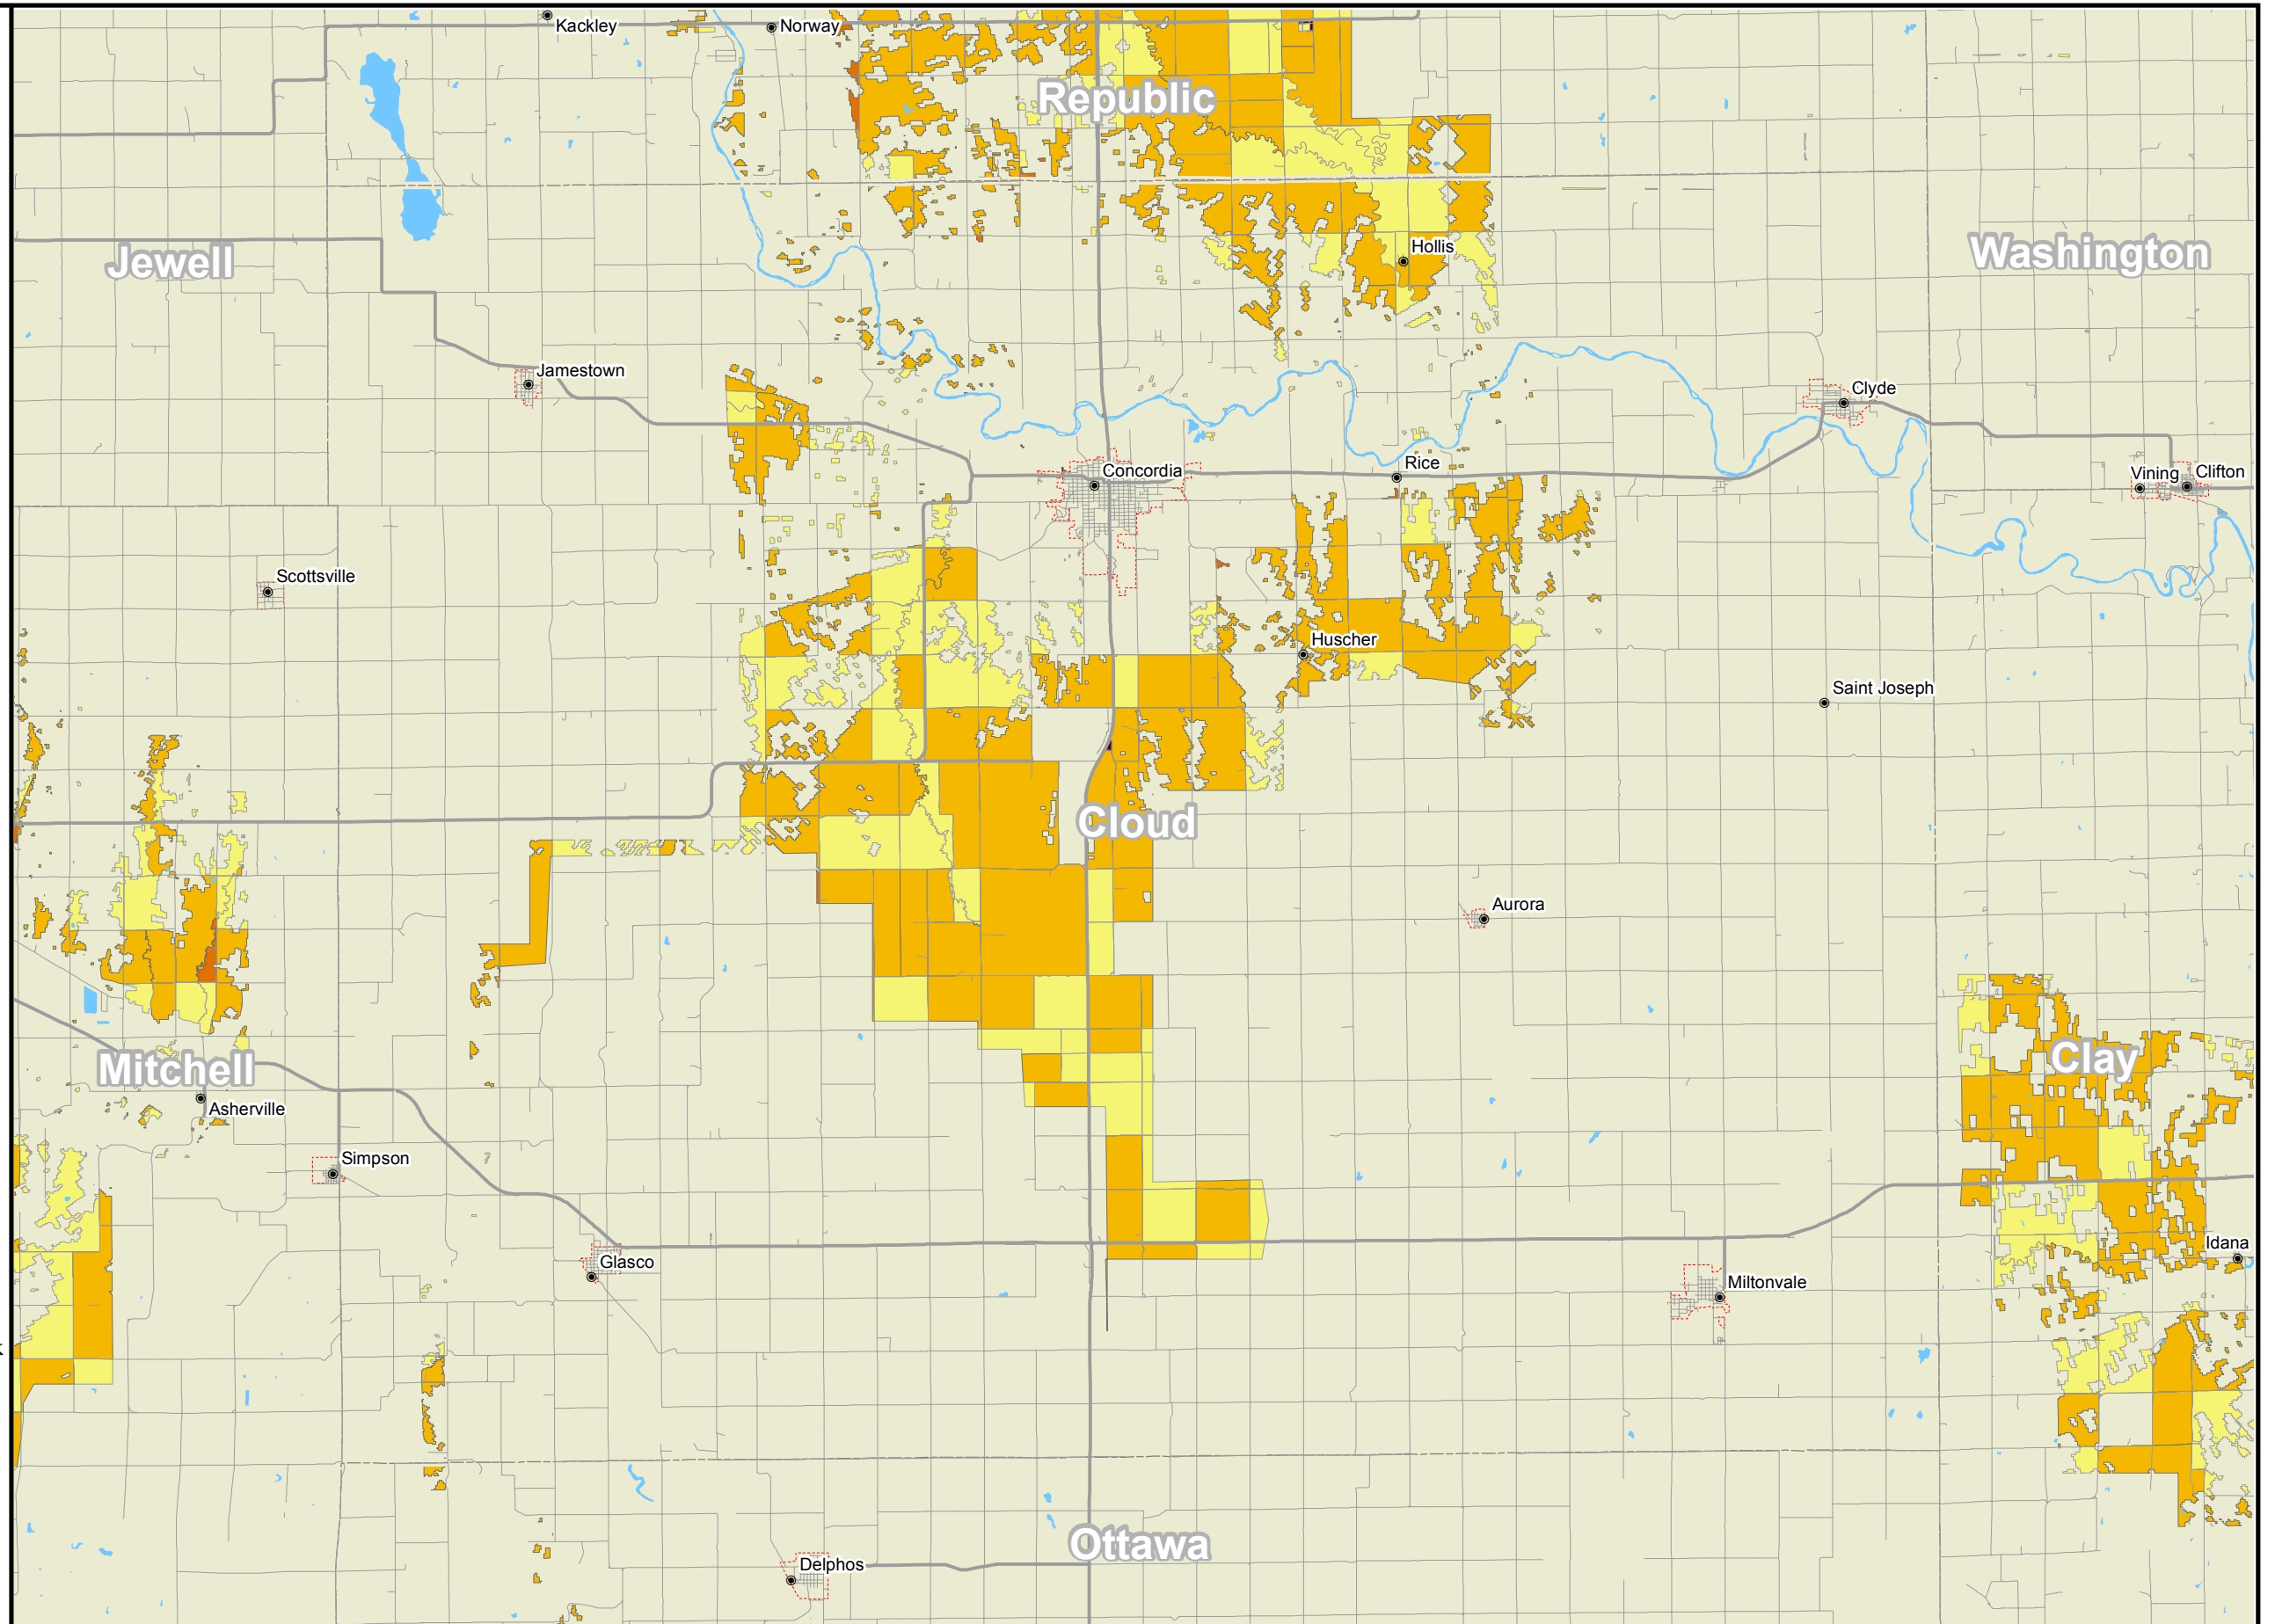 Kackley
Norway
Republic
Hollis
Jewell
Washington
Jamestown
Clyde
Concordia
Rice
Vining
Clifton
Scottsville
Huscher
Saint Joseph
Cloud
Aurora
Mitchell
Clay
Asherville
Simpson
Idana
Glasco
Miltonvale
Ottawa
Delphos